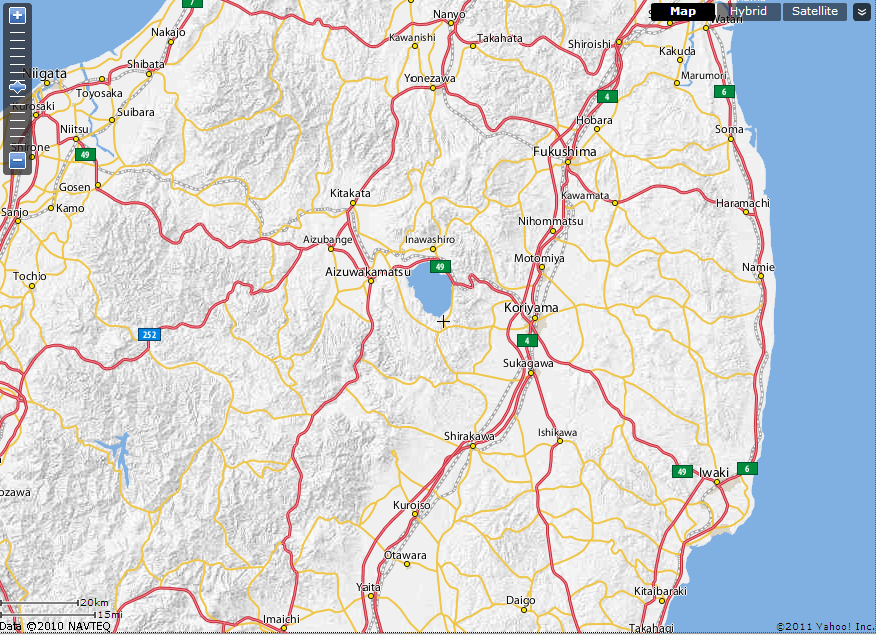 7
Map Hybrid Satellite
Nanyo
Watari
Nakajo
Kawanishi
Takahata
Shiroishi
Kakuda
Shibata
Niigata
Yonezawa
Marumori
Toyosaka
4
6
Kurosaki
Suibara
Hobara
Niitsu
Soma
Shirone
49
Fukushima
Gosen
Kitakata
Kawamata
Sanjo
Kamo
Haramachi
Nihommatsu
Aizubange
Inawashiro
Motomiya
49
Namie
Tochio
Aizuwakamatsu
Koriyama
252
4
Sukagawa
Shirakawa
Ishikawa
49
Iwaki
6
ozawa
Kuroiso
Otawara
Yaita
Kitaibaraki
Daigo
20km
15mi
Imaichi
Takahagi
Data ©2010 NAVTEQ
©2011 Yahoo! Inc.